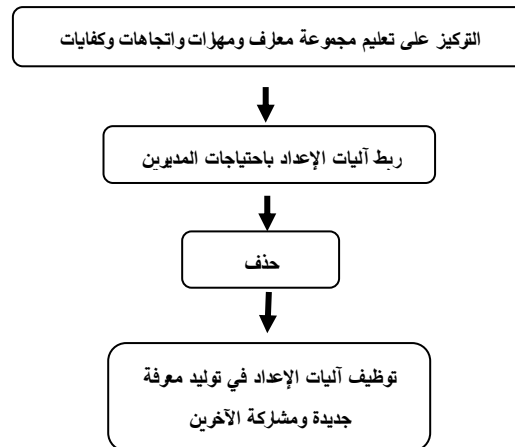 التركيز على تعليم مجموعة معارف ومهارات واتجاهات وكفايات
ربط آليات الإعداد باحتياجات المديرين
حذف
توظيف آليات الإعداد في توليد معرفة
جديدة ومشاركة الآخرين